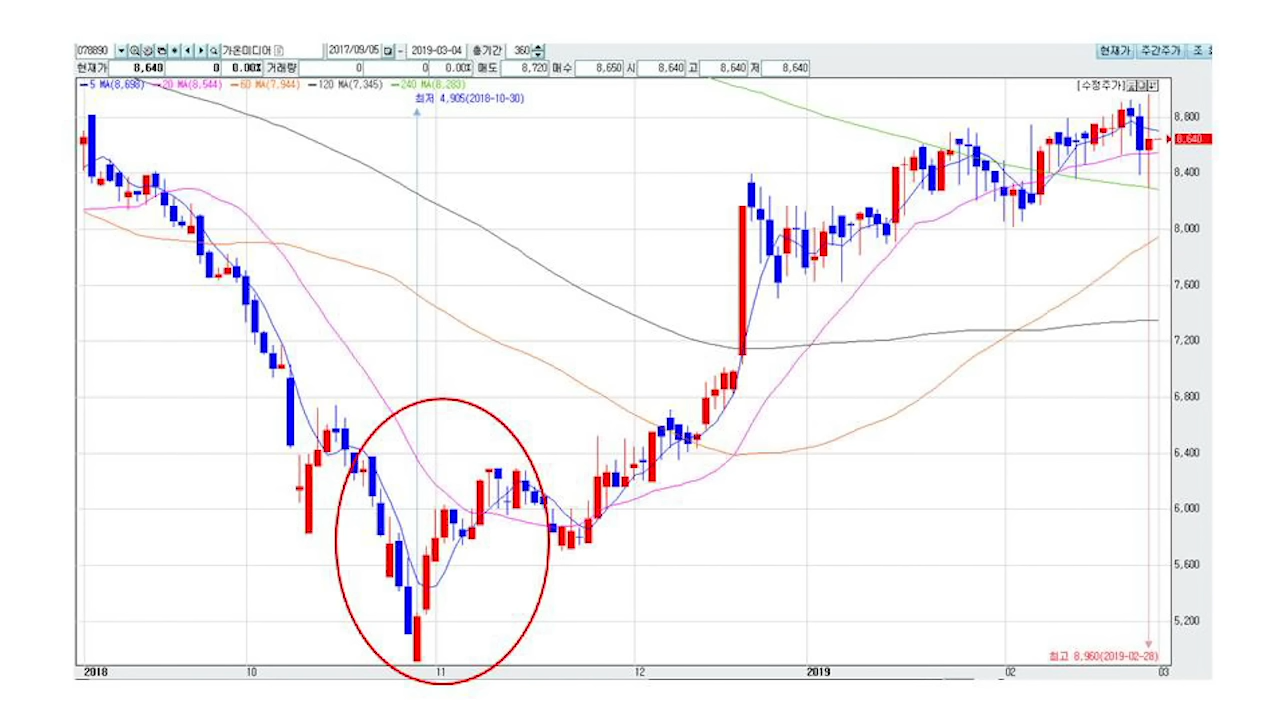 078890 가온미디어 2017/09/05 - 2019-03-04 총기간 360 현재가 주간주가 조
현재가 8,640 0 0.00% 거래량 0 0 0.00% 매도 8,720 매수 8,650 시 8,640 고 8,640 저 8,640
5 MA(8,698) 20 MA(8,544) 60 MA(7,944) 120 MA(7,345) 240 MA(8,283) [수정주가]
최저 4,905(2018-10-30)
8,800
8,640
8,400
8,000
7,600
7,200
6,800
6,400
6,000
5,600
5,200
최고 8,960(2019-02-28)
2018 10 11 12 2019 02 03